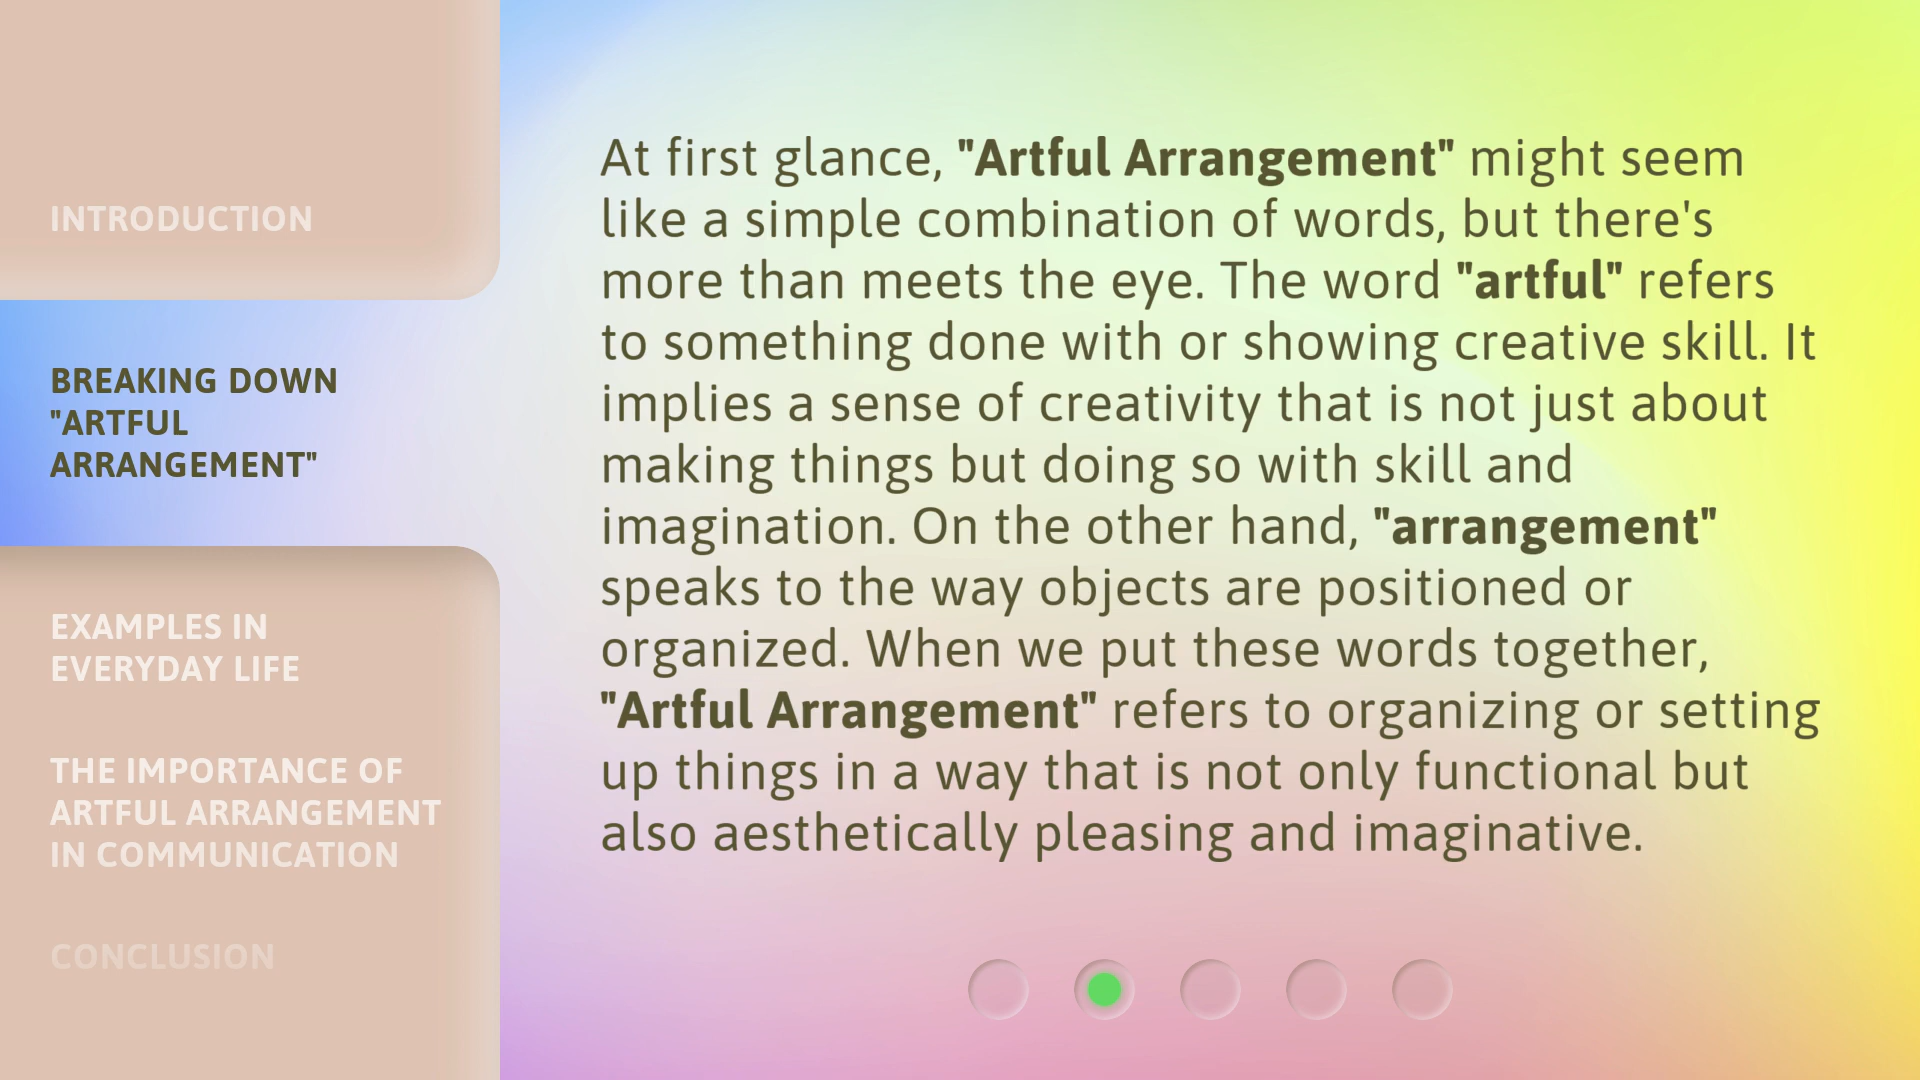 INTRODUCTION
BREAKING DOWN
"ARTFUL
ARRANGEMENT"
EXAMPLES IN
EVERYDAY LIFE
THE IMPORTANCE OF
ARTFUL ARRANGEMENT
IN COMMUNICATION
CONCLUSION
At first glance, "Artful Arrangement" might seem
like a simple combination of words, but there's
more than meets the eye. The word "artful" refers
to something done with or showing creative skill. It
implies a sense of creativity that is not just about
making things but doing so with skill and
imagination. On the other hand, "arrangement"
speaks to the way objects are positioned or
organized. When we put these words together,
"Artful Arrangement" refers to organizing or setting
up things in a way that is not only functional but
also aesthetically pleasing and imaginative.